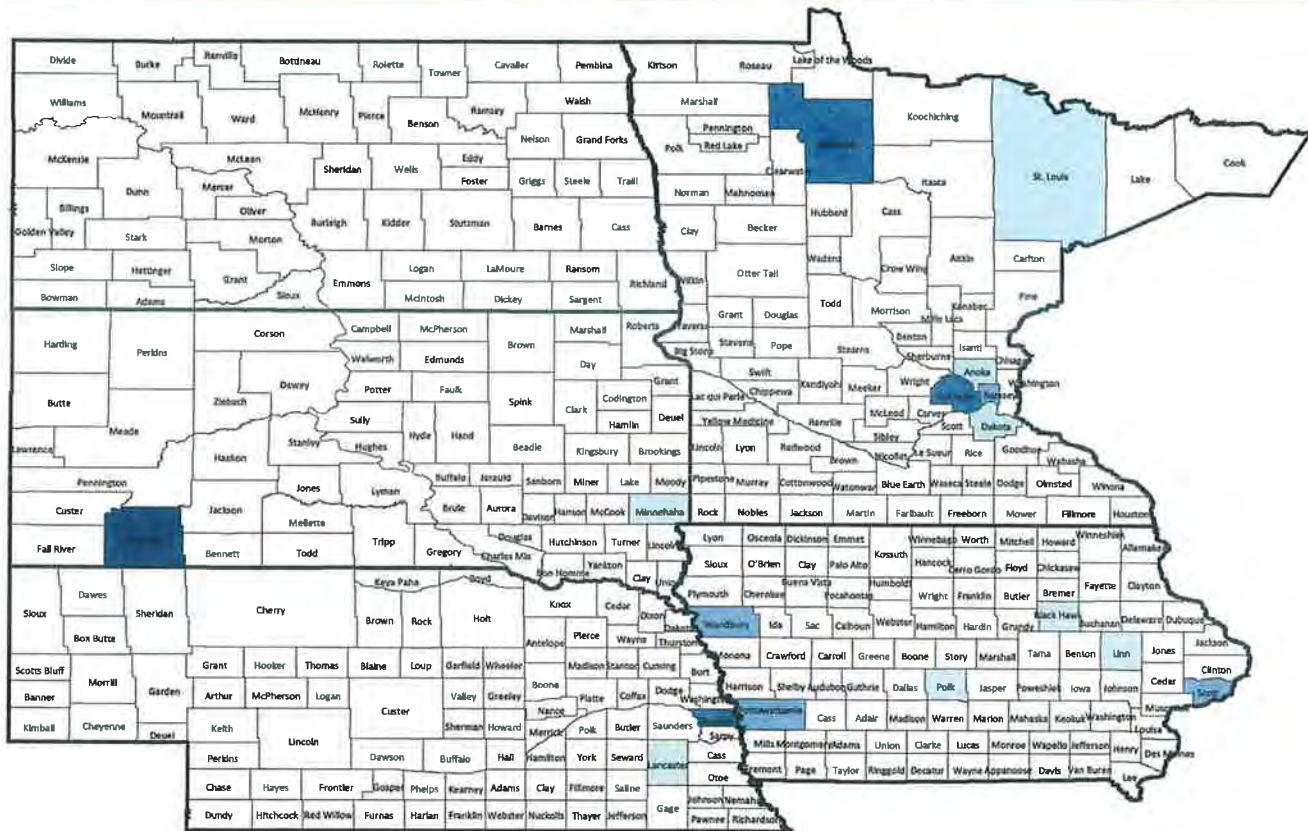 Divide Burke Renville Bottineau Rolette Towner Cavalier Pembina
Williams Mountrail Ward McHenry Pierce Benson Ramsey Walsh
McKenzie McLean Sheridan Wells Eddy Foster Nelson Grand Forks
Dunn Mercer Griggs Steele Traill
Billings Oliver Burleigh Kidder Stutsman Barnes Cass
Golden Valley Stark Morton
Slope Hettinger Grant Emmons Logan LaMoure Ransom Richland
Bowman Adams Sioux McIntosh Dickey Sargent
Kittson Roseau Lake of the Woods
Marshall Koochiching
Pennington Red Lake Polk St. Louis Lake Cook
Clearwater Itasca
Norman Mahnomen Hubbard Cass
Clay Becker Aitkin Carlton
Wilkin Otter Tail Wadena Crow Wing
Todd Morrison Mille Lacs Kanabec Pine
Traverse Grant Douglas Benton
Big Stone Stevens Pope Stearns Sherburne Isanti Chisago
Swift Kandiyohi Meeker Wright Anoka Washington
Lac qui Parle Chippewa Ramsey
Yellow Medicine Renville McLeod Carver Scott Dakota
Lincoln Lyon Redwood Brown Sibley Nicollet Le Sueur Rice Goodhue Wabasha
Pipestone Murray Cottonwood Watonwan Blue Earth Waseca Steele Dodge Olmsted Winona
Rock Nobles Jackson Martin Faribault Freeborn Mower Fillmore Houston
Harding Perkins Corson Campbell McPherson Brown Marshall Roberts
Walworth Edmunds Day
Butte Ziebach Dewey Potter Faulk Spink Clark Codington Grant
Meade Sully Hamlin Deuel
Lawrence Haakon Stanley Hughes Hyde Hand Beadle Kingsbury Brookings
Pennington Jones Lyman Buffalo Jerauld Sanborn Miner Lake Moody
Custer Jackson Mellette Brule Aurora Davison Hanson McCook Minnehaha
Fall River Bennett Todd Tripp Gregory Douglas Hutchinson Turner Lincoln
Charles Mix Bon Homme Yankton Clay Union
Sioux Dawes Sheridan Cherry Keya Paha Boyd Knox Cedar Dixon Dakota
Box Butte Brown Rock Holt Antelope Pierce Wayne Thurston
Scotts Bluff Morrill Grant Hooker Thomas Blaine Loup Garfield Wheeler Madison Stanton Cuming Burt
Banner Garden Arthur McPherson Logan Custer Valley Greeley Boone Platte Colfax Dodge Washington
Kimball Cheyenne Deuel Keith Lincoln Sherman Howard Nance Merrick Polk Butler Saunders Sarpy
Perkins Dawson Buffalo Hall Hamilton York Seward Lancaster Cass
Otoe
Chase Hayes Frontier Gosper Phelps Kearney Adams Clay Fillmore Saline Gage Johnson Nemaha
Dundy Hitchcock Red Willow Furnas Harlan Franklin Webster Nuckolls Thayer Jefferson Pawnee Richardson
Lyon Osceola Dickinson Emmet Kossuth Winnebago Worth Mitchell Howard Winneshiek Allamakee
Sioux O'Brien Clay Palo Alto Hancock Cerro Gordo Floyd Chickasaw
Plymouth Cherokee Buena Vista Pocahontas Humboldt Wright Franklin Butler Bremer Fayette Clayton
Woodbury Ida Sac Calhoun Webster Hamilton Hardin Grundy Black Hawk Buchanan Delaware Dubuque
Monona Crawford Carroll Greene Boone Story Marshall Tama Benton Linn Jones Jackson
Harrison Shelby Audubon Guthrie Dallas Polk Jasper Poweshiek Iowa Johnson Cedar Clinton
Scott
Pottawattamie Cass Adair Madison Warren Marion Mahaska Keokuk Washington Louisa
Mills Montgomery Adams Union Clarke Lucas Monroe Wapello Jefferson Henry Des Moines
Page Taylor Ringgold Decatur Wayne Appanoose Davis Van Buren Lee